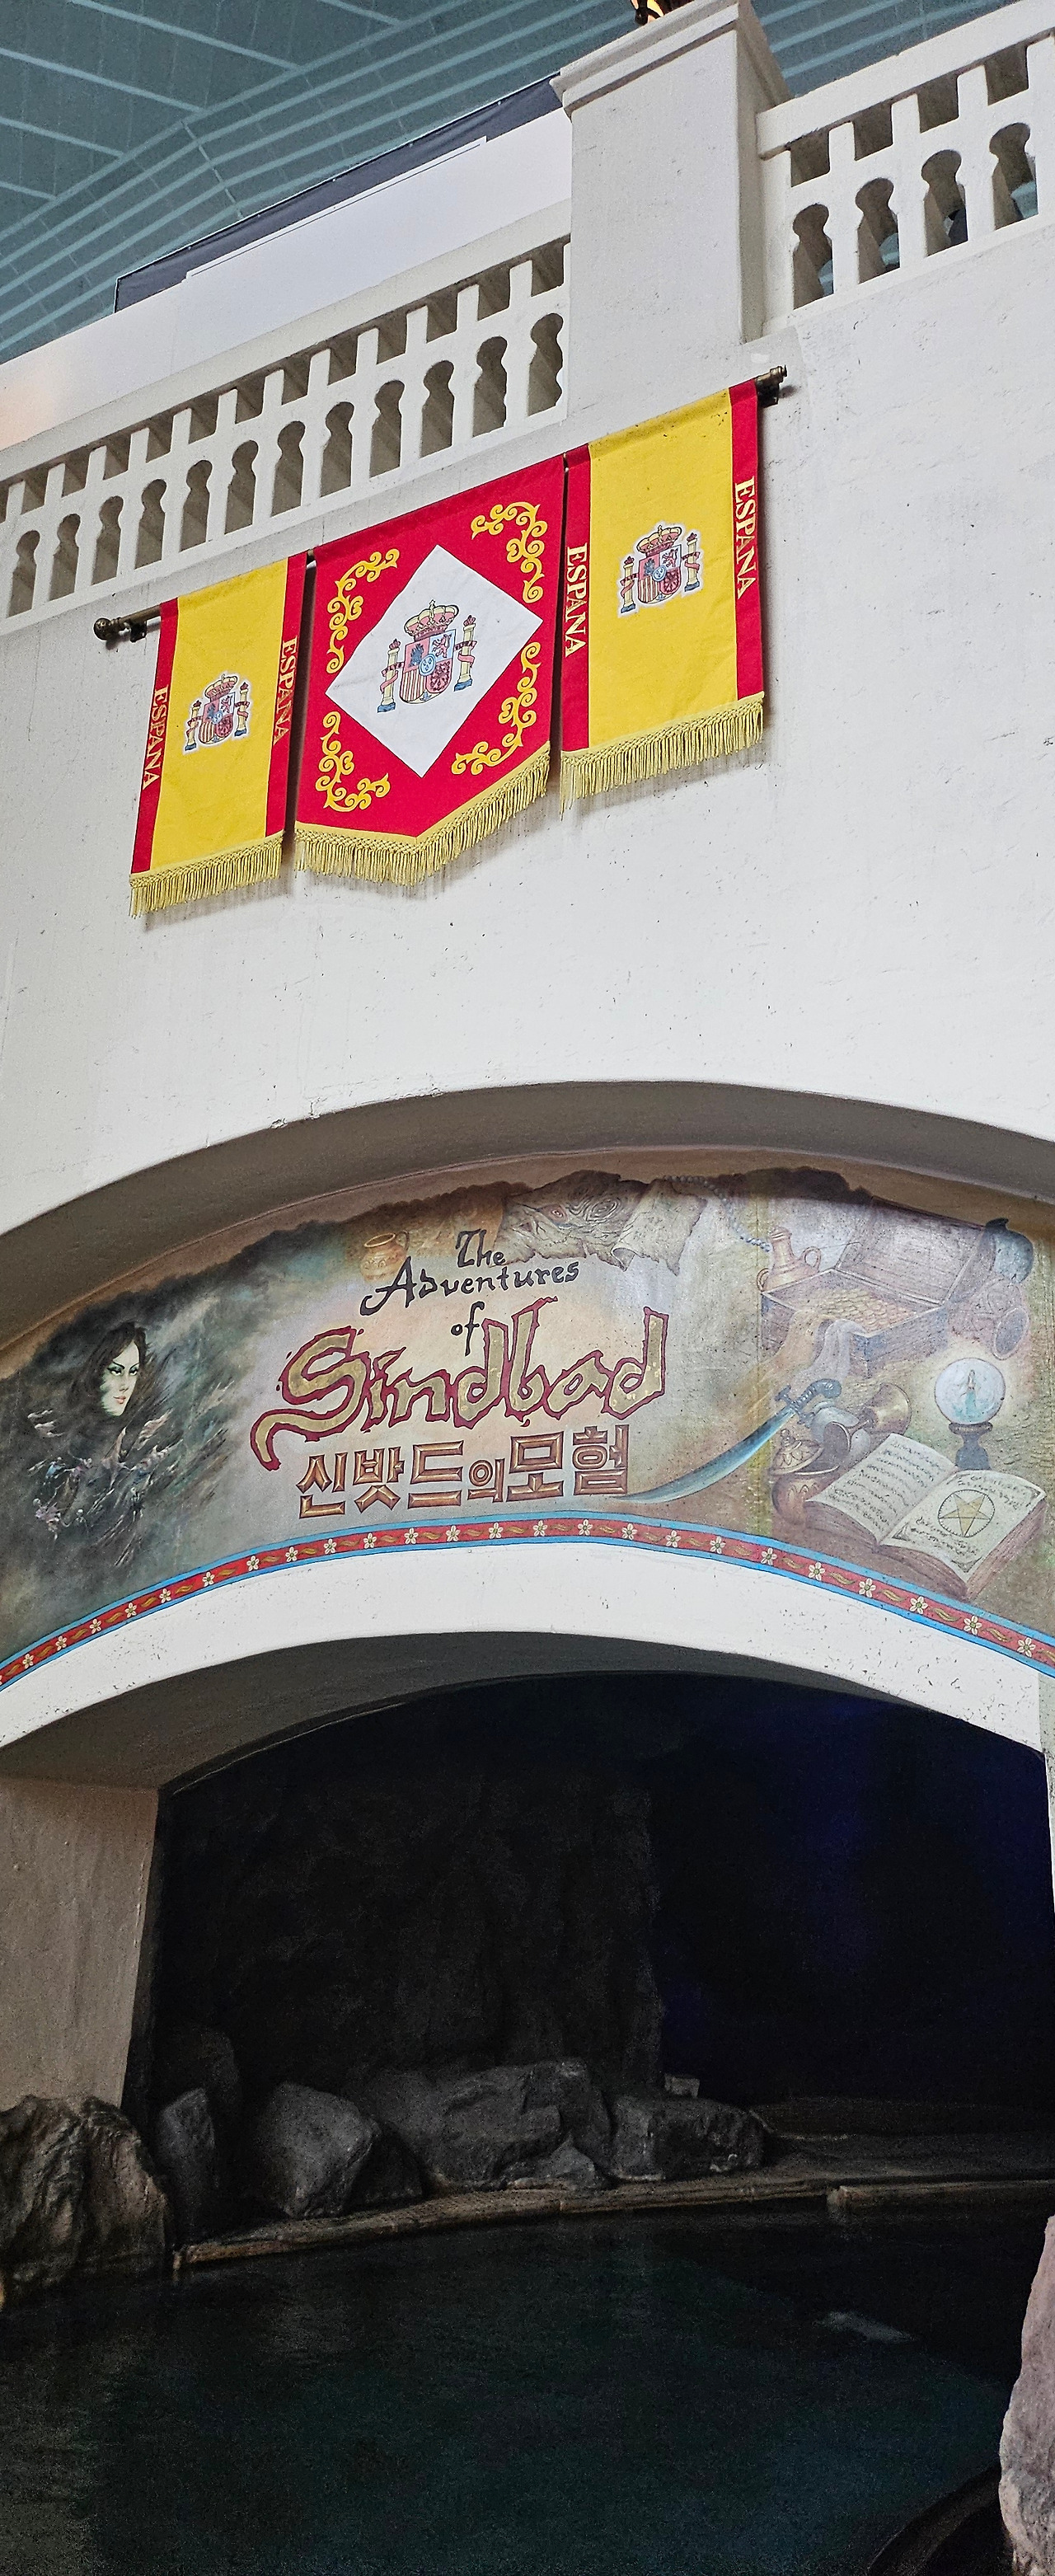 ESPANA
ESPANA
ESPANA
ESPANA
The
Adventures
of
Sindbad
신밧드의모험